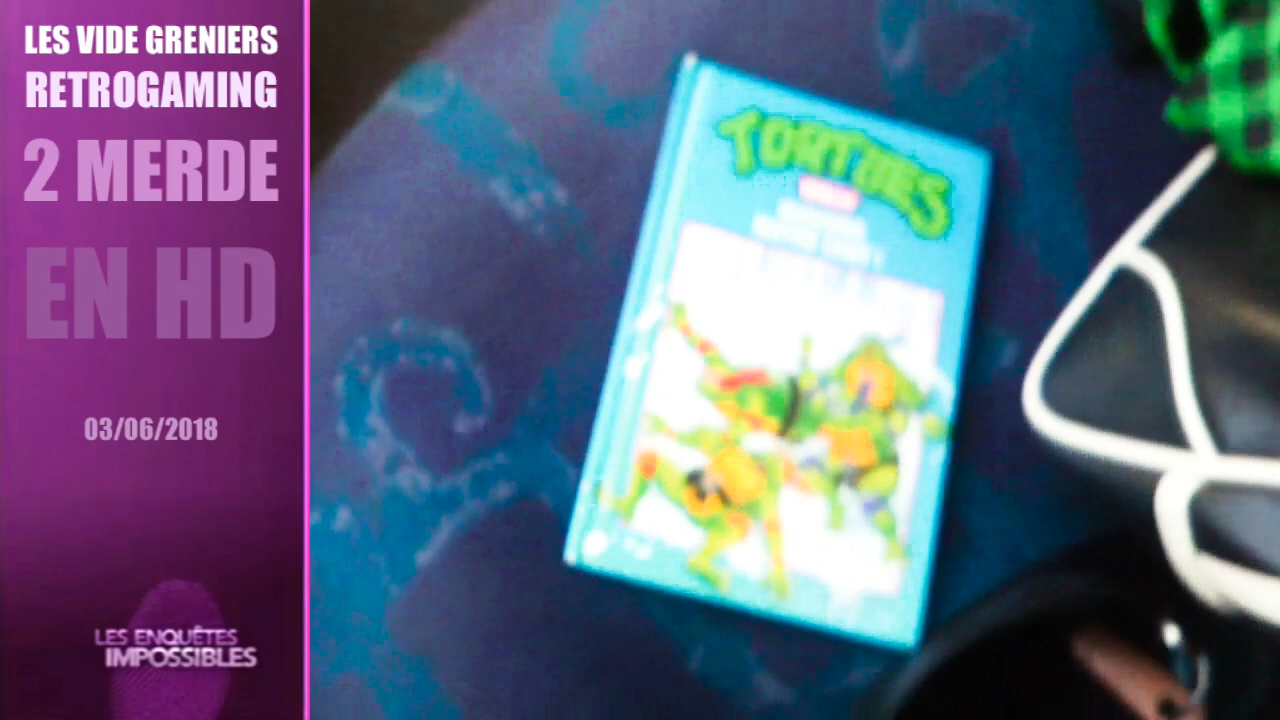 LES VIDE GRENIERS
RETROGAMING
2 MERDE
EN HD
03/06/2018
LES ENQUÊTES
IMPOSSIBLES
TORTUES